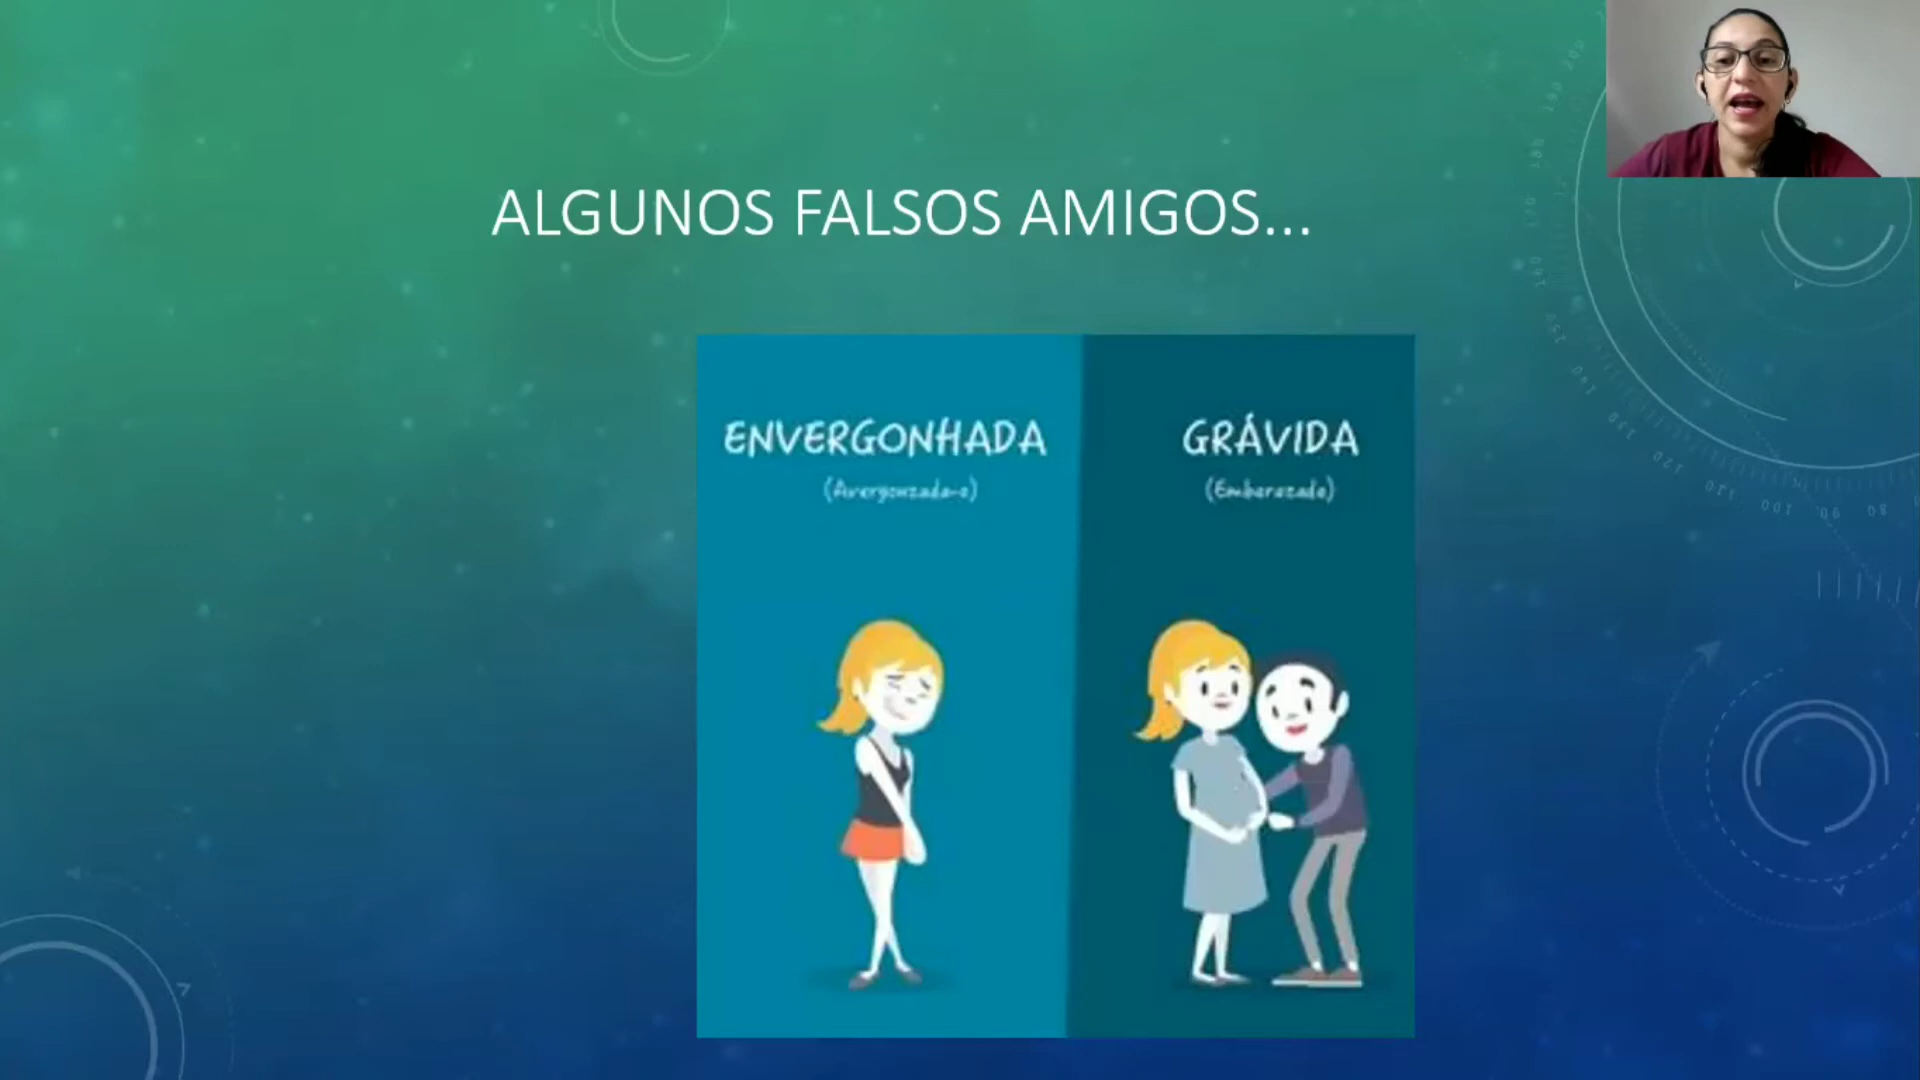 ALGUNOS FALSOS AMIGOS...
ENVERGONHADA
(Avergonzada-o)
GRÁVIDA
(Embarazada)